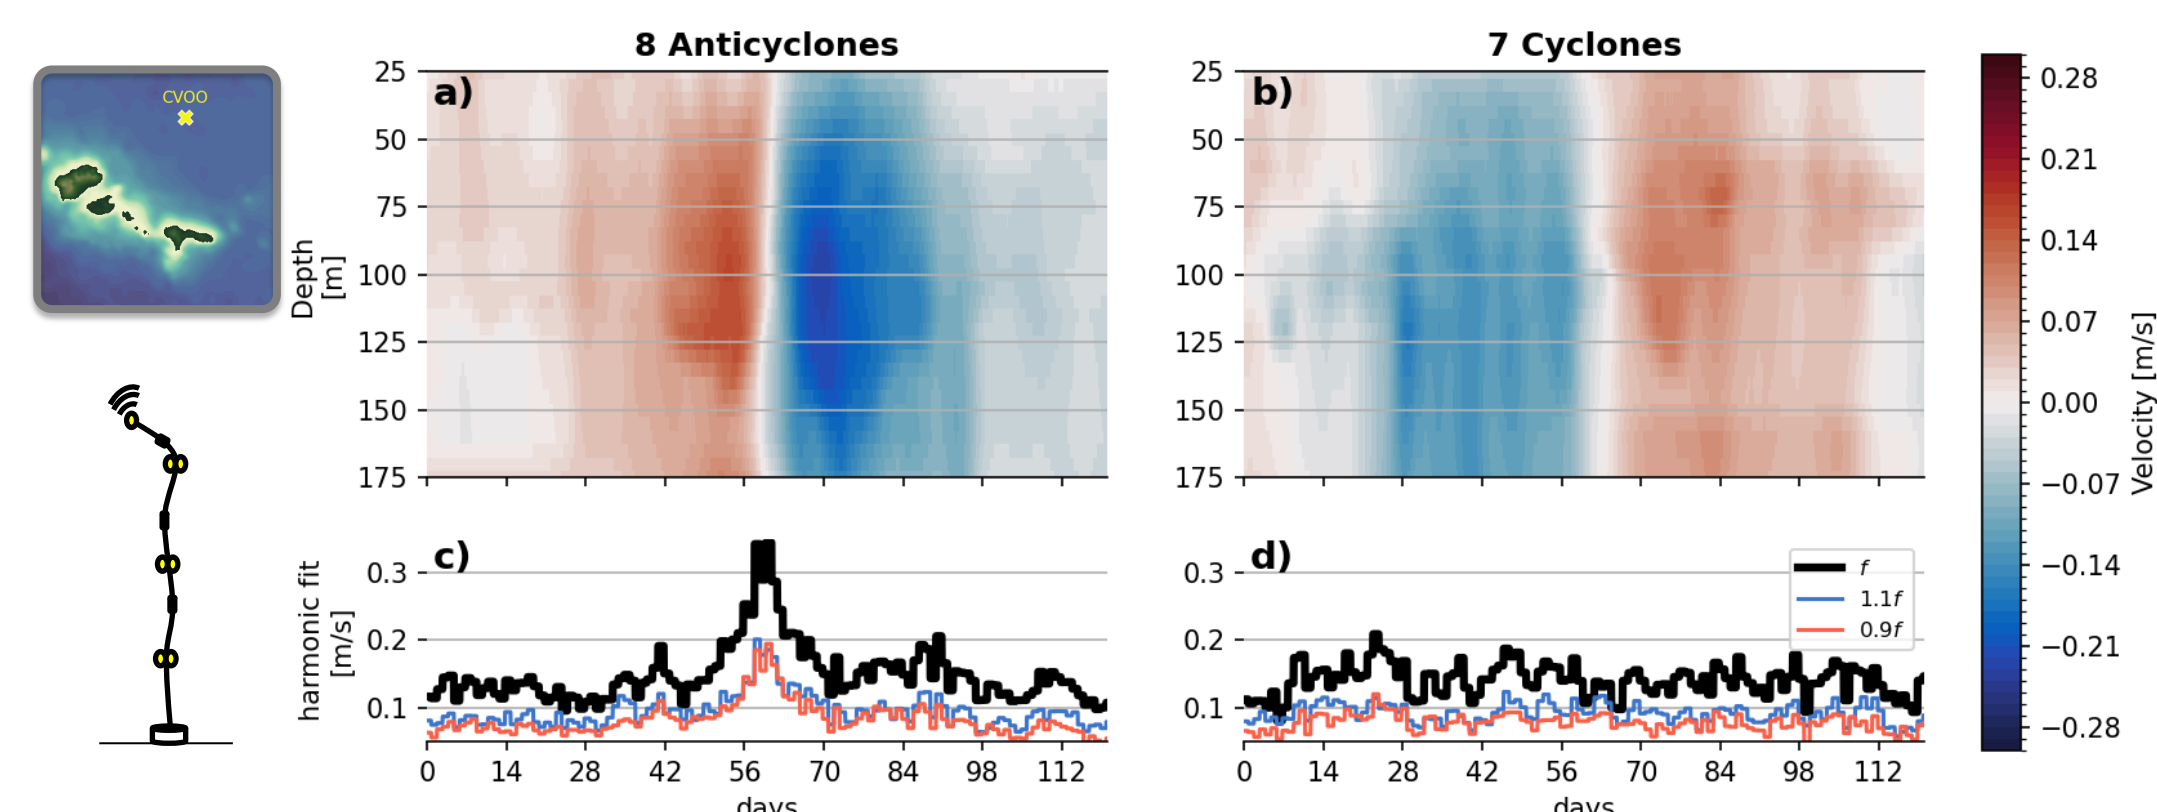 8 Anticyclones
7 Cyclones
CVOO
a)
b)
Depth
[m]
25
50
75
100
125
150
175
25
50
75
100
125
150
175
0.28
0.21
0.14
0.07
0.00
−0.07
−0.14
−0.21
−0.28
Velocity [m/s]
c)
d)
harmonic fit
[m/s]
0.3
0.2
0.1
0.3
0.2
0.1
f
1.1f
0.9f
0 14 28 42 56 70 84 98 112
0 14 28 42 56 70 84 98 112
days
days